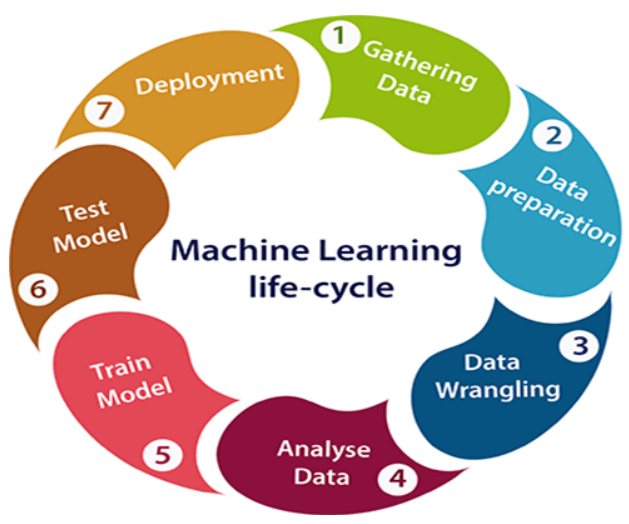 Machine Learning
life-cycle
1
Gathering
Data
2
Data
preparation
3
Data
Wrangling
4
Analyse
Data
5
Train
Model
6
Test
Model
7
Deployment